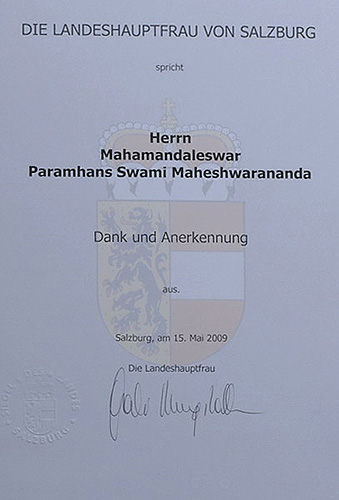 DIE LANDESHAUPTFRAU VON SALZBURG
spricht
Herrn
Mahamandaleswar
Paramhans Swami Maheshwarananda
Dank und Anerkennung
aus.
Salzburg, am 15. Mai 2009
Die Landeshauptfrau